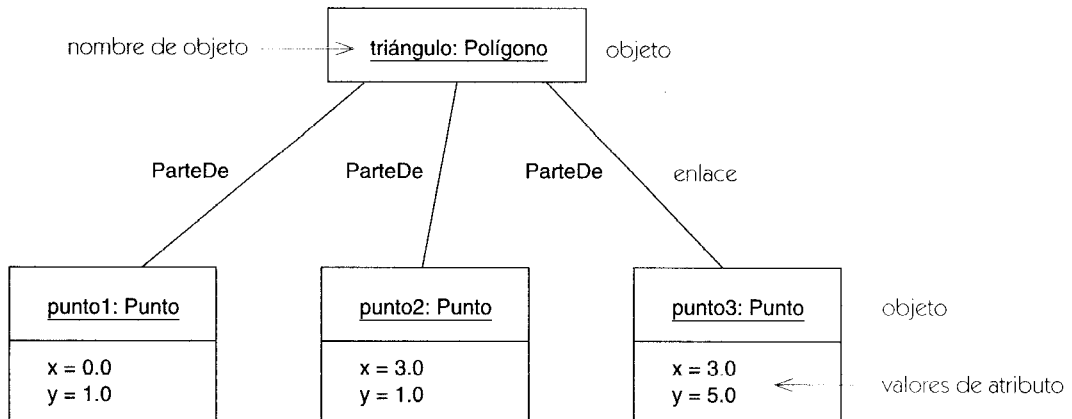 nombre de objeto
triángulo: Polígono
objeto
ParteDe
ParteDe
ParteDe
enlace
punto1: Punto
punto2: Punto
punto3: Punto
objeto
x = 0.0
y = 1.0
x = 3.0
y = 1.0
x = 3.0
y = 5.0
valores de atributo